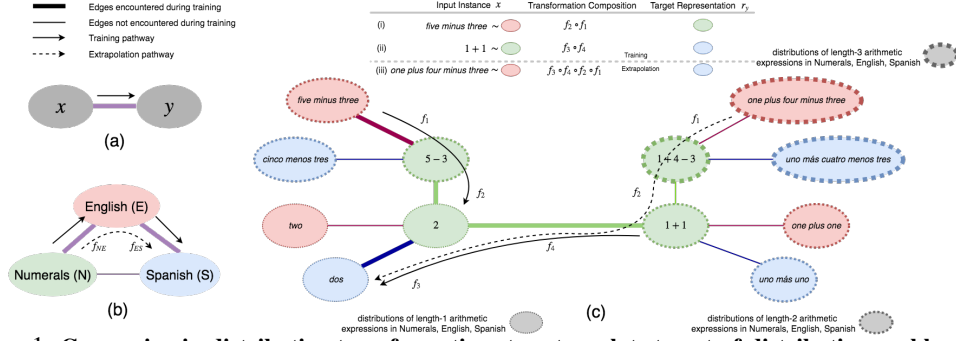 Edges encountered during training
Edges not encountered during training
Training pathway
Extrapolation pathway
x
y
(a)
English (E)
f_NE
f_ES
Numerals (N)
Spanish (S)
(b)
Input Instance x
Transformation Composition
Target Representation r_y
(i)
five minus three ~
f₂ ∘ f₁
(ii)
1 + 1 ~
f₃ ∘ f₄
Training
(iii) one plus four minus three ~
f₃ ∘ f₄ ∘ f₂ ∘ f₁
Extrapolation
distributions of length-3 arithmetic
expressions in Numerals, English, Spanish
five minus three
f₁
cinco menos tres
5 − 3
f₂
two
2
dos
f₃
f₄
one plus four minus three
f₁
1 + 4 − 3
uno más cuatro menos tres
f₂
1 + 1
one plus one
uno más uno
(c)
distributions of length-1 arithmetic
expressions in Numerals, English, Spanish
distributions of length-2 arithmetic
expressions in Numerals, English, Spanish